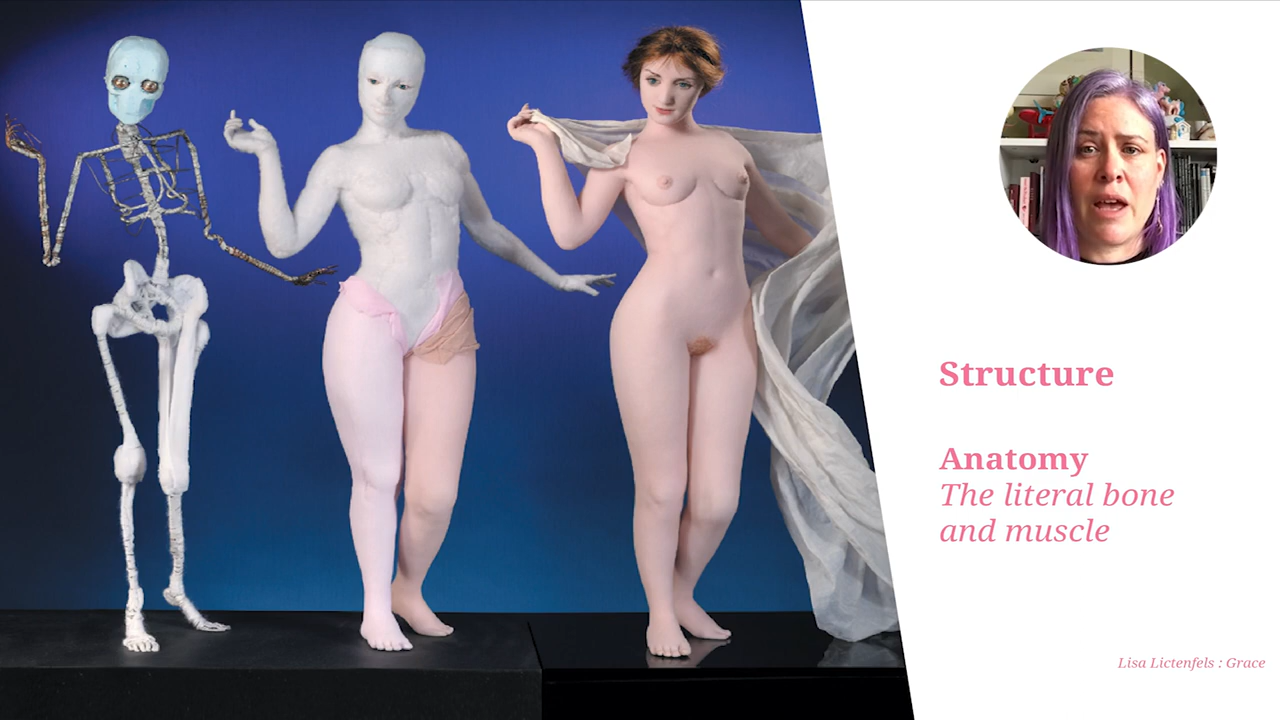 Structure
Anatomy
The literal bone
and muscle
Lisa Lictenfels : Grace